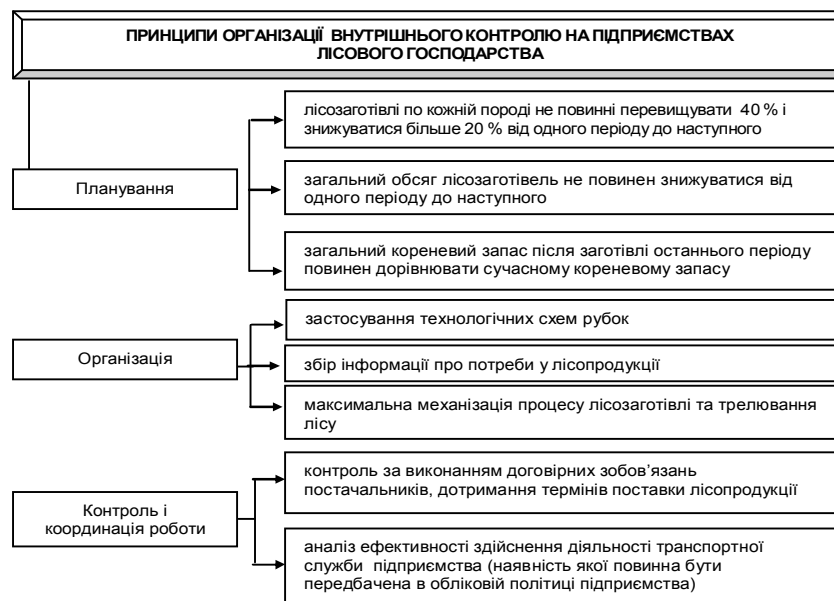 ПРИНЦИПИ ОРГАНІЗАЦІЇ ВНУТРІШНЬОГО КОНТРОЛЮ НА ПІДПРИЄМСТВАХ
ЛІСОВОГО ГОСПОДАРСТВА
Планування
лісозаготівлі по кожній породі не повинні перевищувати 40 % і
знижуватися більше 20 % від одного періоду до наступного
загальний обсяг лісозаготівель не повинен знижуватися від
одного періоду до наступного
загальний кореневий запас після заготівлі останнього періоду
повинен дорівнювати сучасному кореневому запасу
Організація
застосування технологічних схем рубок
збір інформації про потреби у лісопродукції
максимальна механізація процесу лісозаготівлі та трелювання
лісу
Контроль і
координація роботи
контроль за виконанням договірних зобов’язань
постачальників, дотримання термінів поставки лісопродукції
аналіз ефективності здійснення діяльності транспортної
служби підприємства (наявність якої повинна бути
передбачена в обліковій політиці підприємства)